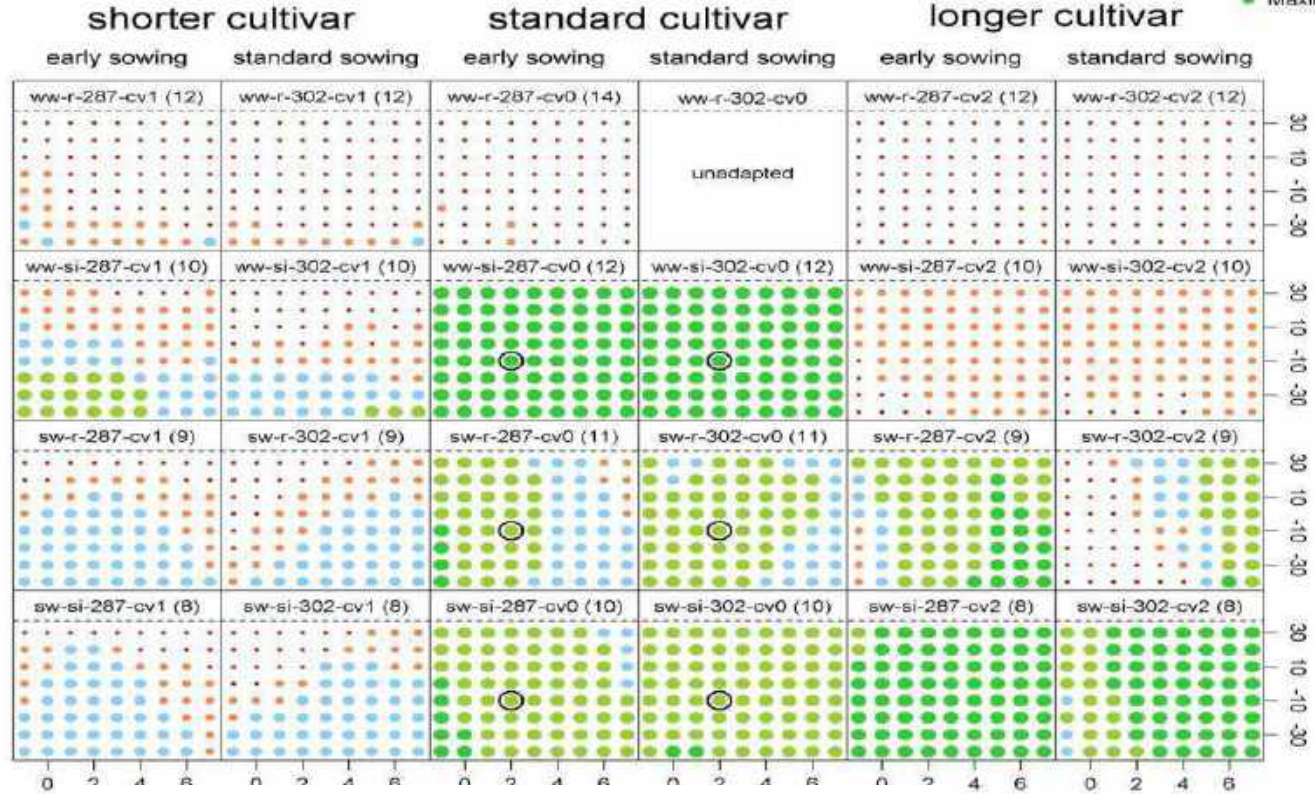 shorter cultivar standard cultivar longer cultivar
early sowing standard sowing early sowing standard sowing early sowing standard sowing
ww-r-287-cv1 (12) ww-r-302-cv1 (12) ww-r-287-cv0 (14) ww-r-302-cv0 ww-r-287-cv2 (12) ww-r-302-cv2 (12)
unadapted
30
10
-10
-30
ww-si-287-cv1 (10) ww-si-302-cv1 (10) ww-si-287-cv0 (12) ww-si-302-cv0 (12) ww-si-287-cv2 (10) ww-si-302-cv2 (10)
30
10
-10
-30
sw-r-287-cv1 (9) sw-r-302-cv1 (9) sw-r-287-cv0 (11) sw-r-302-cv0 (11) sw-r-287-cv2 (9) sw-r-302-cv2 (9)
30
10
-10
-30
sw-si-287-cv1 (8) sw-si-302-cv1 (8) sw-si-287-cv0 (10) sw-si-302-cv0 (10) sw-si-287-cv2 (8) sw-si-302-cv2 (8)
30
10
-10
-30
0 2 4 6 0 2 4 6 0 2 4 6 0 2 4 6 0 2 4 6 0 2 4 6